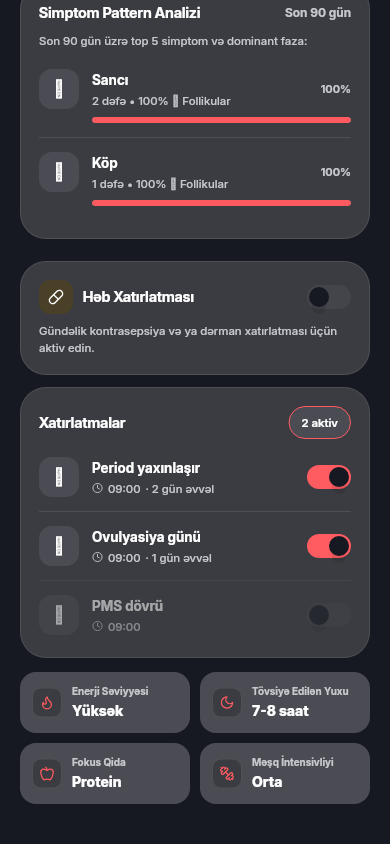 Simptom Pattern Analizi
Son 90 gün
Son 90 gün üzrə top 5 simptom və dominant faza:
Sancı
100%
2 dəfə • 100% Follikulyar
Köp
100%
1 dəfə • 100% Follikulyar
Həb Xatırlatması
Gündəlik kontrasepsiya və ya dərman xatırlatması üçün
aktiv edin.
Xatırlatmalar
2 aktiv
Period yaxınlaşır
09:00 · 2 gün əvvəl
Ovulyasiya günü
09:00 · 1 gün əvvəl
PMS dövrü
09:00
Enerji Səviyyəsi
Tövsiyə Edilən Yuxu
Yüksək
7-8 saat
Fokus Qida
Məşq İntensivliyi
Protein
Orta